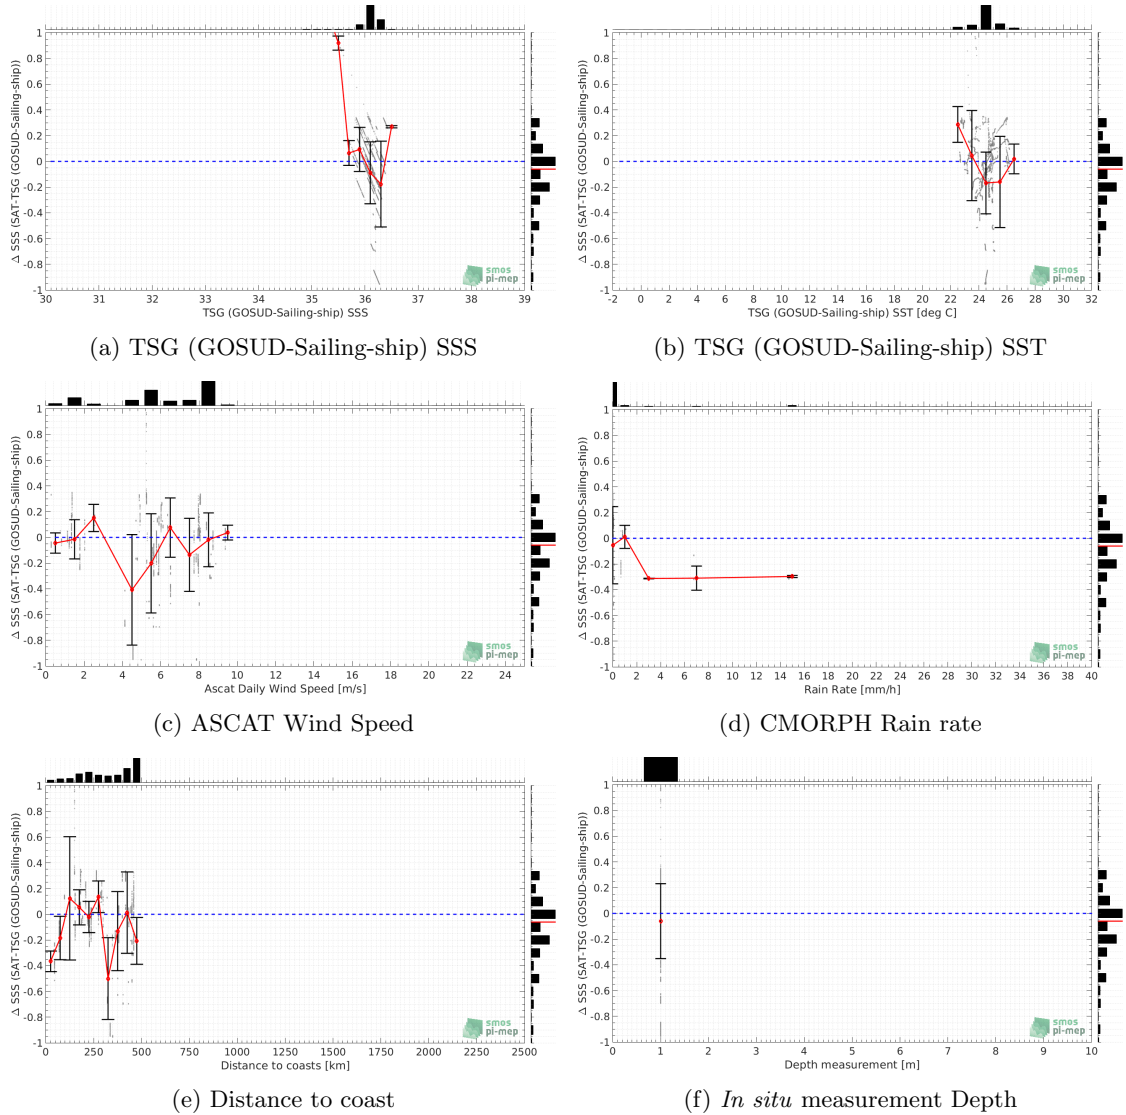 Δ SSS (SAT-TSG (GOSUD-Sailing-ship))
1
0.8
0.6
0.4
0.2
0
-0.2
-0.4
-0.6
-0.8
-1
30 31 32 33 34 35 36 37 38 39
TSG (GOSUD-Sailing-ship) SSS
smos
pi-mep
(a) TSG (GOSUD-Sailing-ship) SSS
Δ SSS (SAT-TSG (GOSUD-Sailing-ship))
1
0.8
0.6
0.4
0.2
0
-0.2
-0.4
-0.6
-0.8
-1
-2 0 2 4 6 8 10 12 14 16 18 20 22 24 26 28 30 32
TSG (GOSUD-Sailing-ship) SST [deg C]
smos
pi-mep
(b) TSG (GOSUD-Sailing-ship) SST
Δ SSS (SAT-TSG (GOSUD-Sailing-ship))
1
0.8
0.6
0.4
0.2
0
-0.2
-0.4
-0.6
-0.8
-1
0 2 4 6 8 10 12 14 16 18 20 22 24
Ascat Daily Wind Speed [m/s]
smos
pi-mep
(c) ASCAT Wind Speed
Δ SSS (SAT-TSG (GOSUD-Sailing-ship))
1
0.8
0.6
0.4
0.2
0
-0.2
-0.4
-0.6
-0.8
-1
0 2 4 6 8 10 12 14 16 18 20 22 24 26 28 30 32 34 36 38 40
Rain Rate [mm/h]
smos
pi-mep
(d) CMORPH Rain rate
Δ SSS (SAT-TSG (GOSUD-Sailing-ship))
1
0.8
0.6
0.4
0.2
0
-0.2
-0.4
-0.6
-0.8
-1
0 250 500 750 1000 1250 1500 1750 2000 2250 2500
Distance to coasts [km]
smos
pi-mep
(e) Distance to coast
Δ SSS (SAT-TSG (GOSUD-Sailing-ship))
1
0.8
0.6
0.4
0.2
0
-0.2
-0.4
-0.6
-0.8
-1
0 1 2 3 4 5 6 7 8 9 10
Depth measurement [m]
smos
pi-mep
(f) In situ measurement Depth